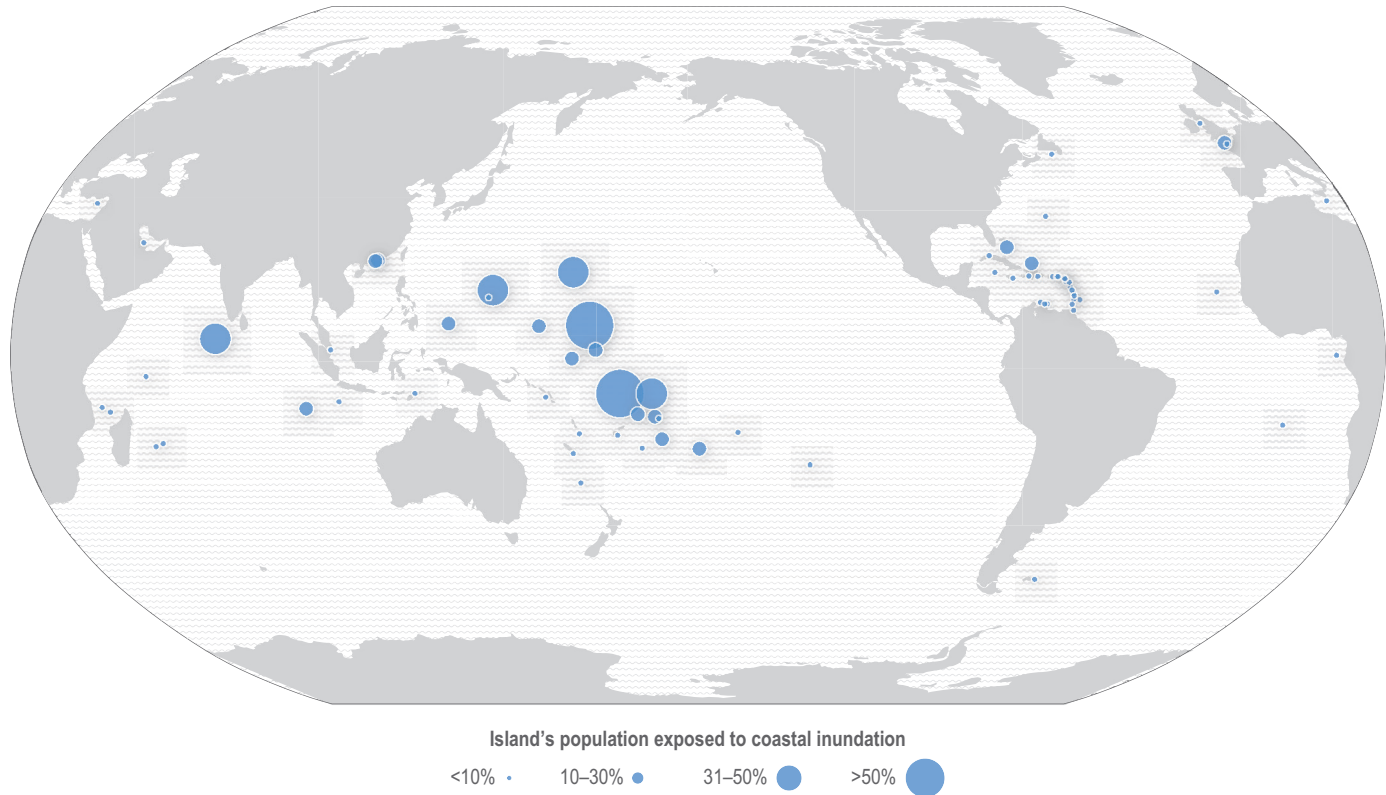 Island's population exposed to coastal inundation
<10% 10–30% 31–50% >50%